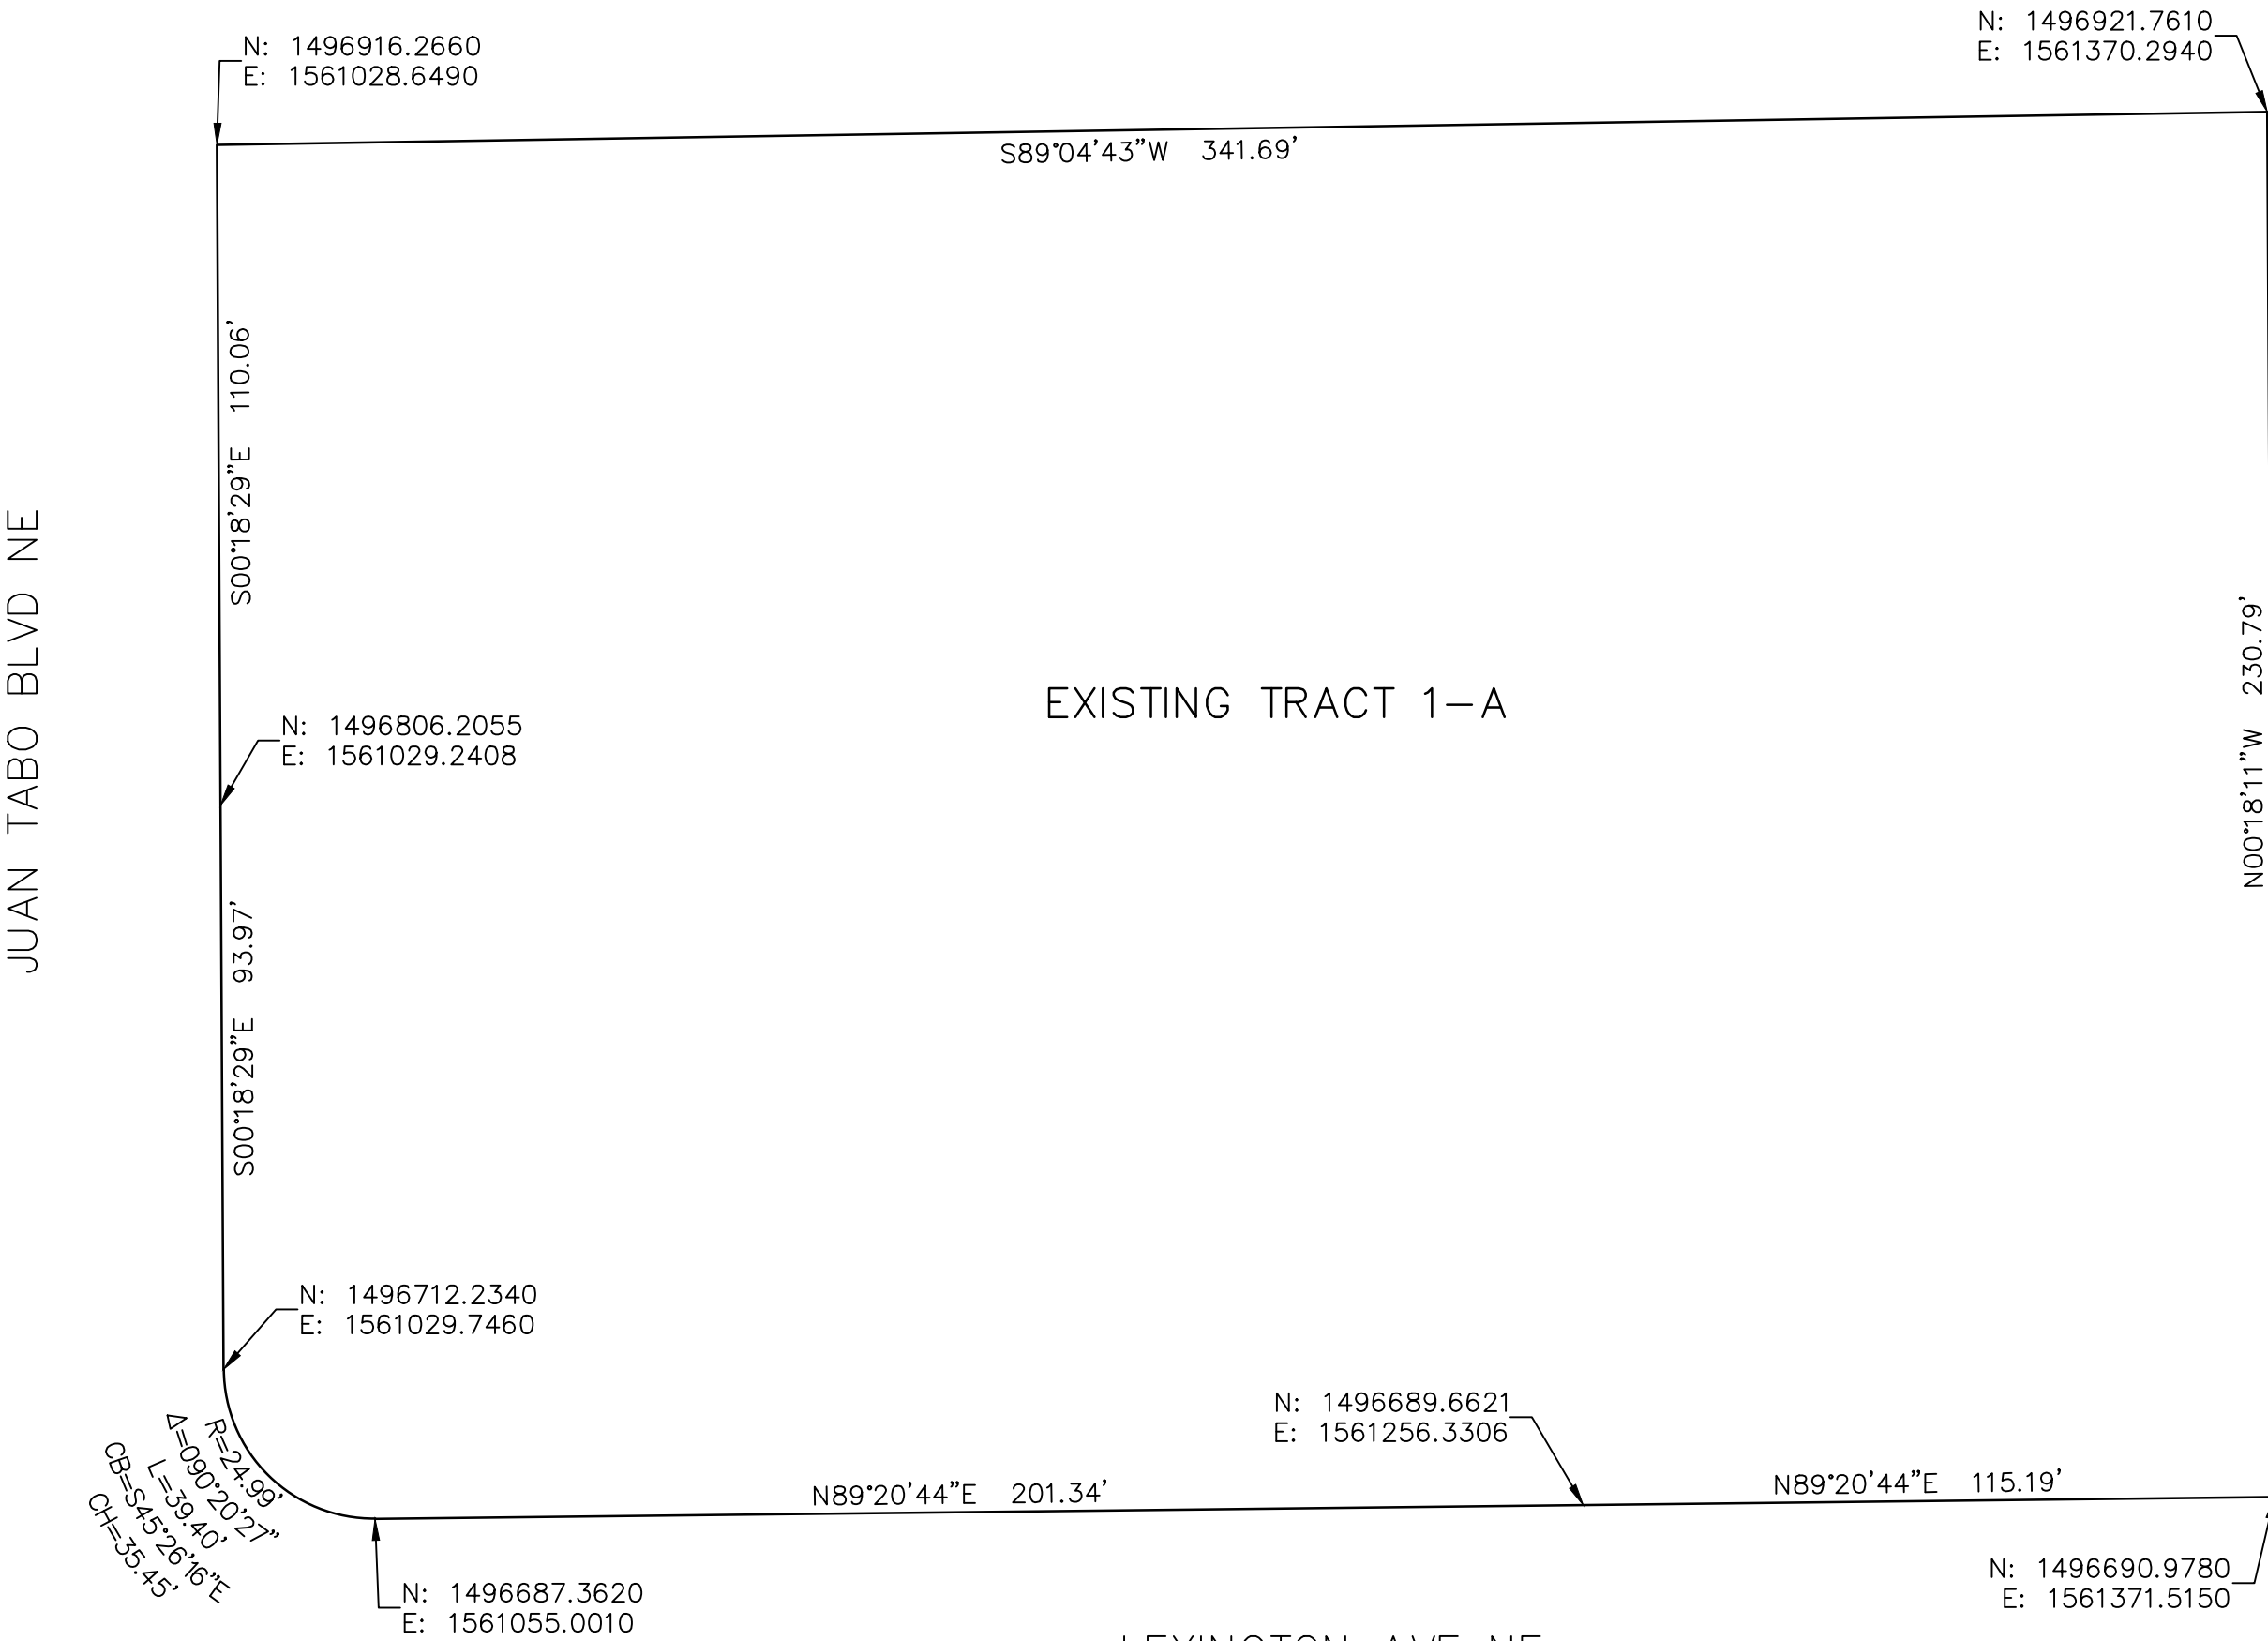 N: 1496916.2660
E: 1561028.6490
N: 1496921.7610
E: 1561370.2940
S89°04'43"W 341.69'
S00°18'29"E 110.06'
JUAN TABO BLVD NE
EXISTING TRACT 1-A
N00°18'11"W 230.79'
N: 1496806.2055
E: 1561029.2408
S00°18'29"E 93.97'
N: 1496712.2340
E: 1561029.7460
R=24.99'
Δ=090°20'27"
L=39.40'
CB=S45°26'16"E
CH=35.45'
N: 1496689.6621
E: 1561256.3306
N89°20'44"E 201.34'
N89°20'44"E 115.19'
N: 1496687.3620
E: 1561055.0010
N: 1496690.9780
E: 1561371.5150
LEXINGTON AVE NE